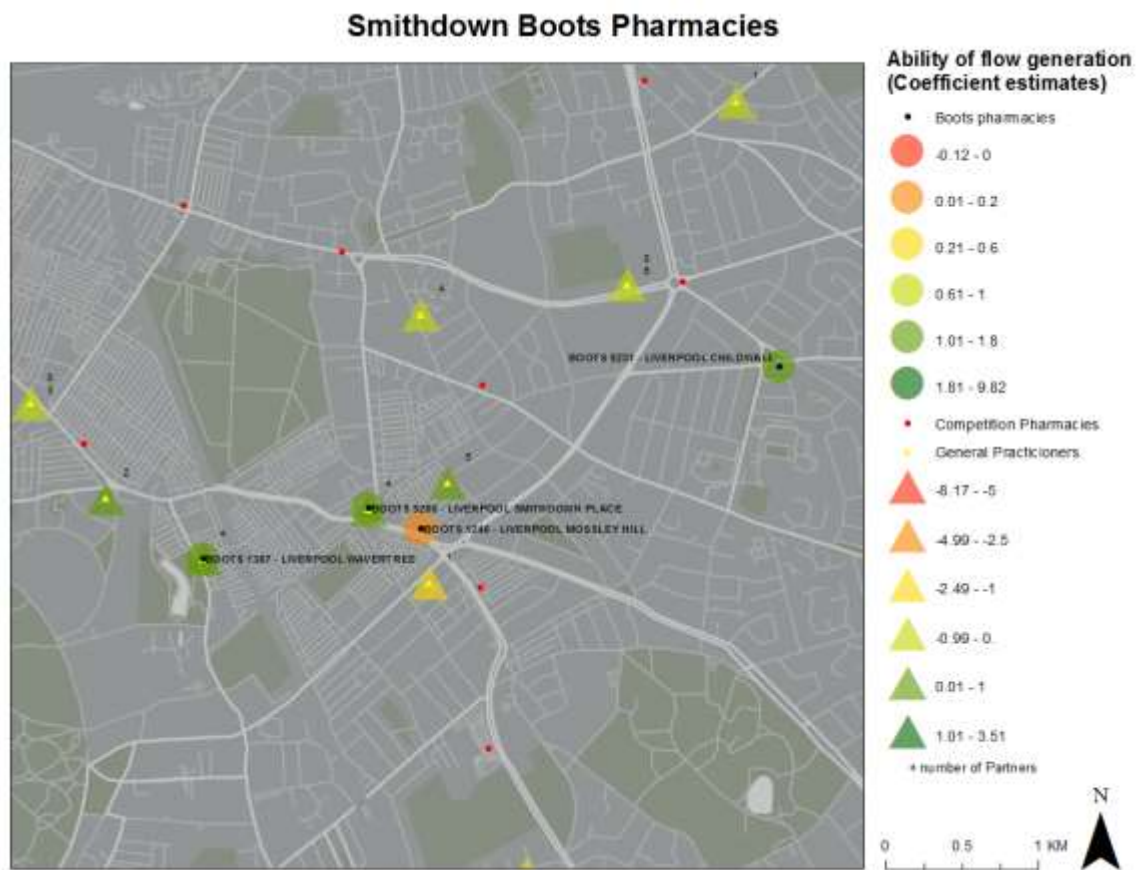 Smithdown Boots Pharmacies
Ability of flow generation
(Coefficient estimates)
Boots pharmacies
-0.12 - 0
0.01 - 0.2
0.21 - 0.6
0.61 - 1
1.01 - 1.8
1.81 - 9.82
Competition Pharmacies
General Practicioners
-8.17 - -5
-4.99 - -2.5
-2.49 - -1
-0.99 - 0
0.01 - 1
1.01 - 3.51
number of Partners
N
0 0.5 1 KM
BOOTS - LIVERPOOL CHILDWALL
BOOTS - LIVERPOOL SMITHDOWN PLACE
BOOTS - LIVERPOOL MOSSLEY HILL
BOOTS - LIVERPOOL WAVERTREE